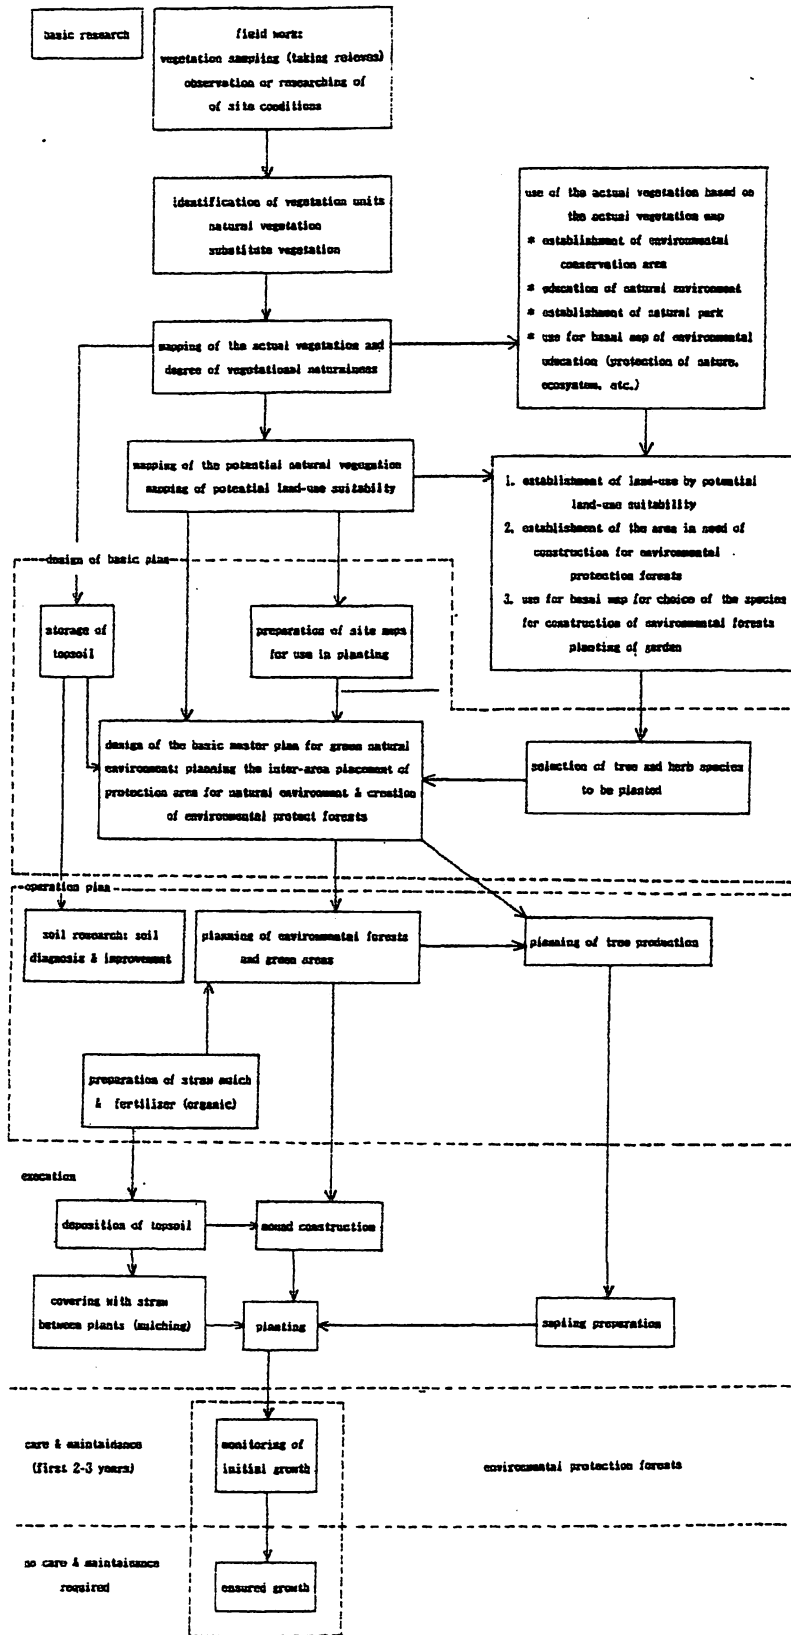 basic research
field work:
vegetation sampling (taking releves)
observation or researching of
of site conditions
identification of vegetation units
natural vegetation
substitute vegetation
use of the actual vegetation based on
the actual vegetation map
* establishment of environmental
conservation area
* education of natural environment
* establishment of natural park
* use for basal map of environmental
education (protection of nature,
ecosystem, etc.)
mapping of the actual vegetation and
degree of vegetational naturalness
mapping of the potential natural vegegation
mapping of potential land-use suitability
1. establishment of land-use by potential
land-use suitability
2. establishment of the area in need of
construction for environmental
protection forests
3. use for basal map for choice of the species
for construction of environmental forests
planting of garden
design of basic plan
storage of
topsoil
preparation of site maps
for use in planting
design of the basic master plan for green natural
environment: planning the inter-area placement of
protection area for natural environment & creation
of environmental protect forests
selection of tree and herb species
to be planted
operation plan
soil research: soil
diagnosis & improvement
planning of environmental forests
and green areas
planning of tree production
preparation of straw mulch
& fertilizer (organic)
execution
deposition of topsoil
mound construction
covering with straw
between plants (mulching)
planting
sapling preparation
care & maintaidance
(first 2-3 years)
monitoring of
initial growth
environmental protection forests
no care & maintainance
required
ensured growth